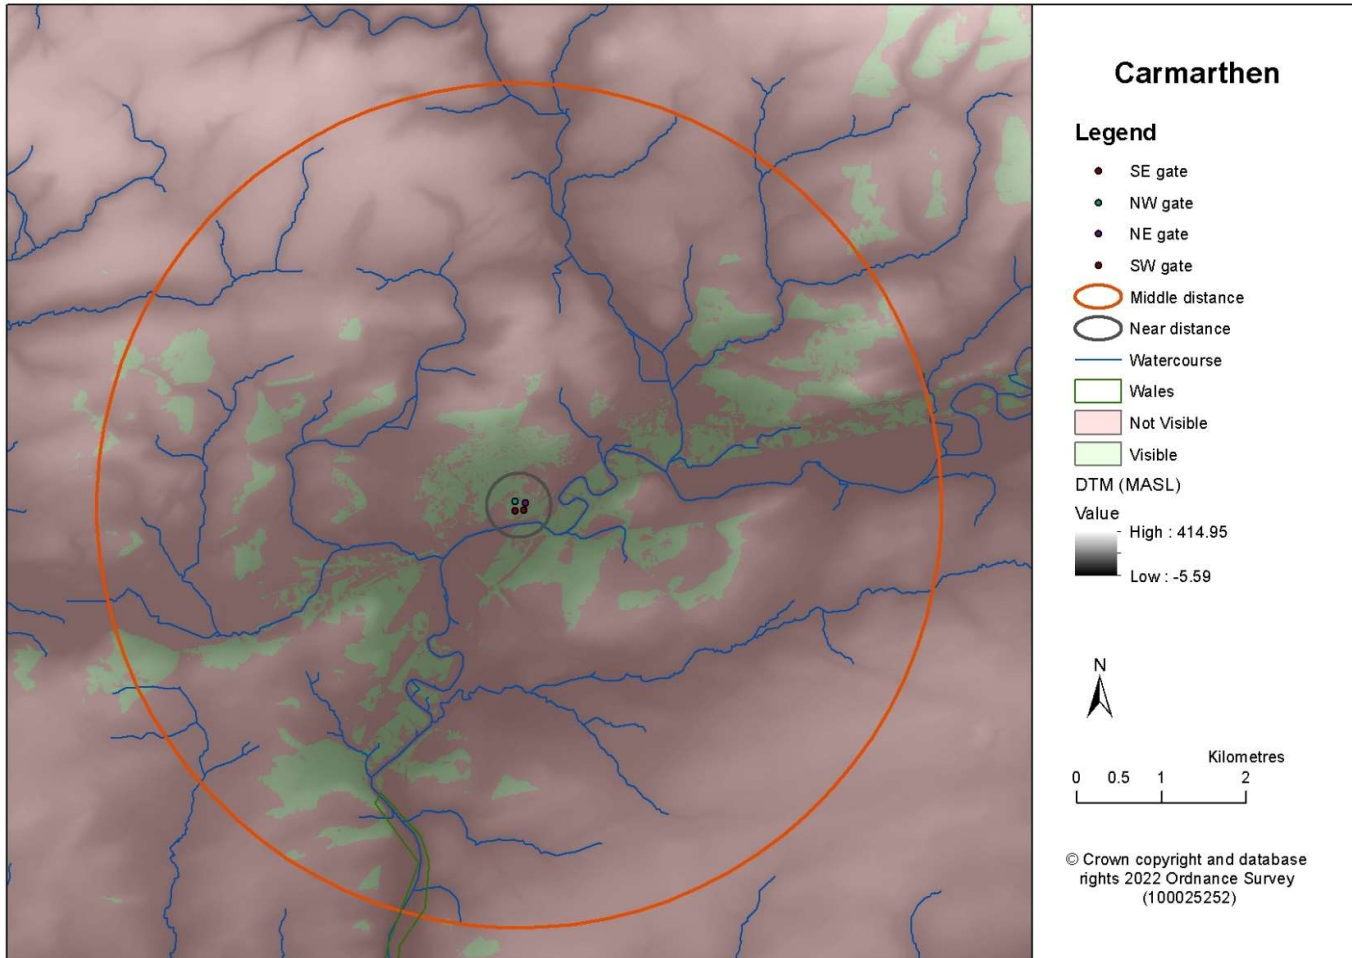 Carmarthen
Legend
SE gate
NW gate
NE gate
SW gate
Middle distance
Near distance
Watercourse
Wales
Not Visible
Visible
DTM (MASL)
Value
High : 414.95
Low : -5.59
N
Kilometres
0 0.5 1 2
© Crown copyright and database
rights 2022 Ordnance Survey
(100025252)